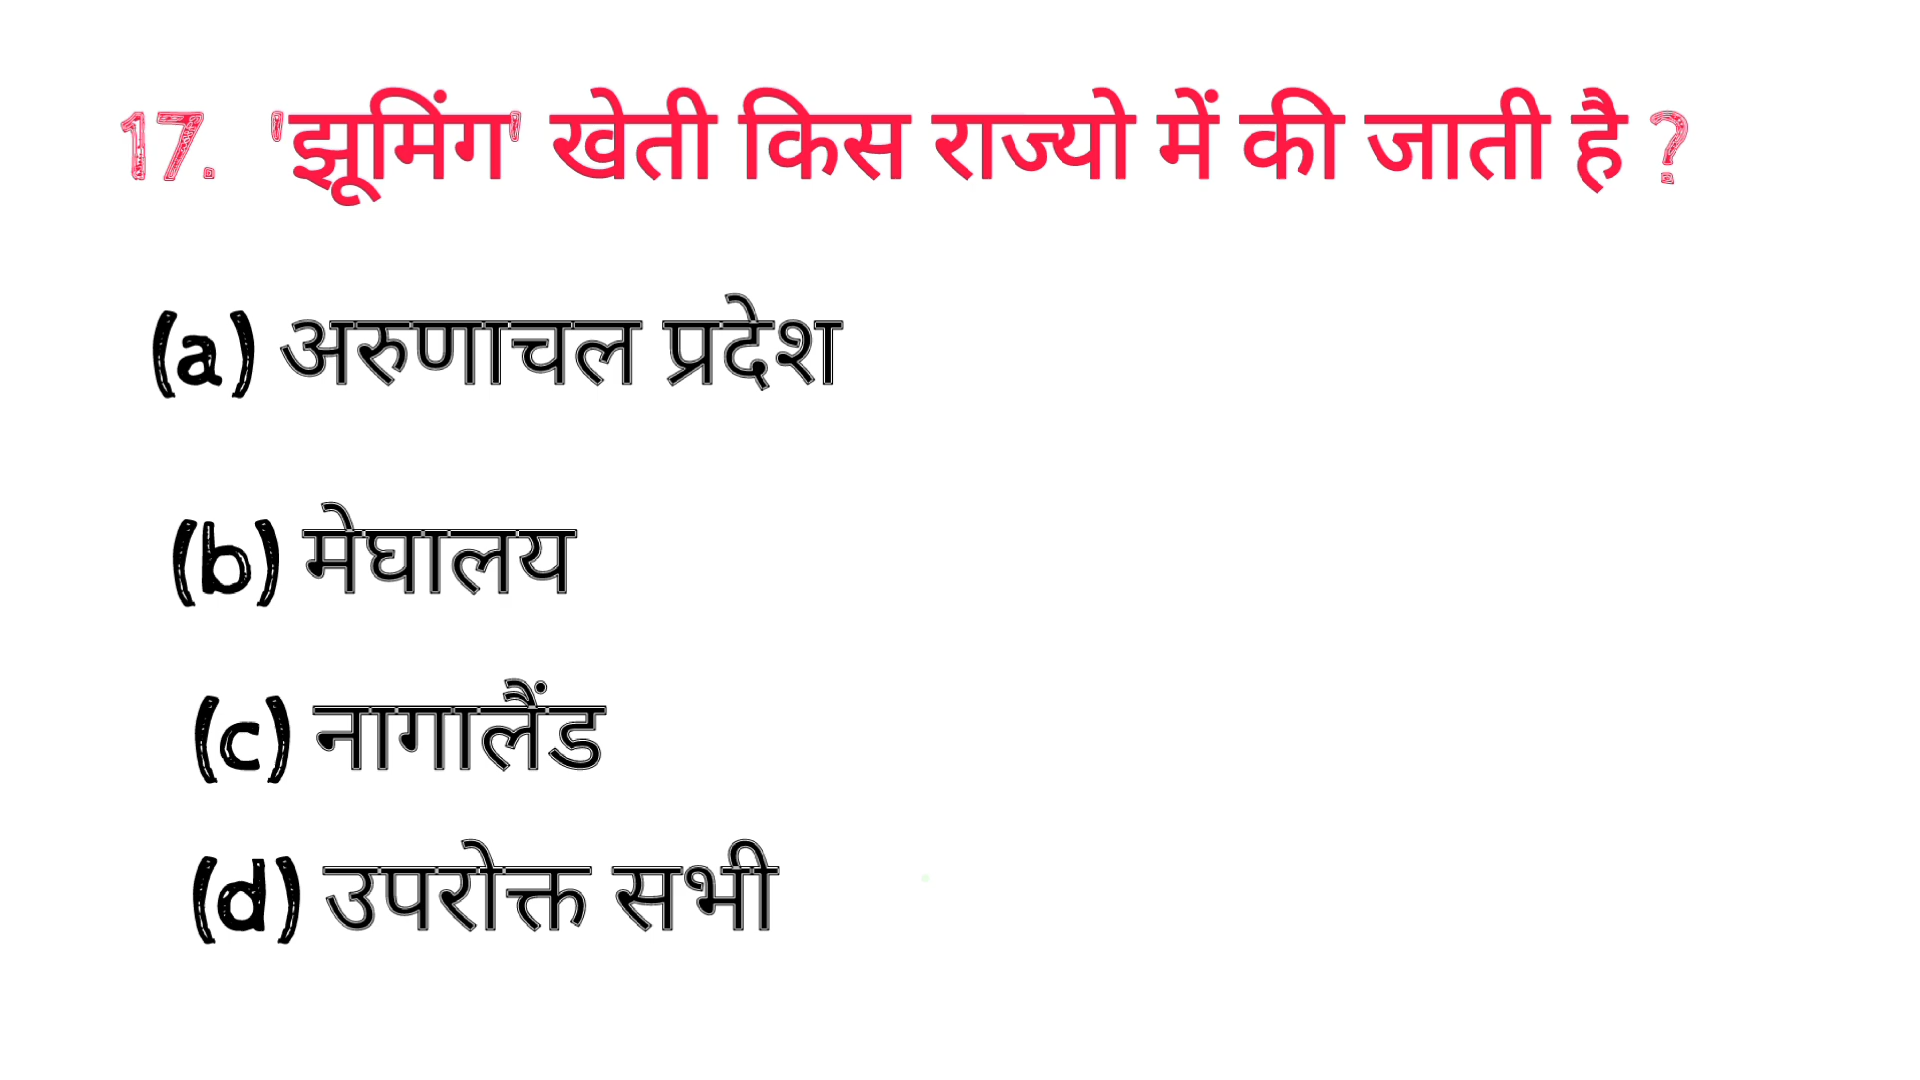 17. 'झूमिंग' खेती किस राज्यो में की जाती है ?
(a) अरुणाचल प्रदेश
(b) मेघालय
(c) नागालैंड
(d) उपरोक्त सभी